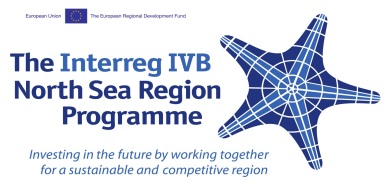 European Union The European Regional Development Fund
The Interreg IVB
North Sea Region
Programme
Investing in the future by working together
for a sustainable and competitive region